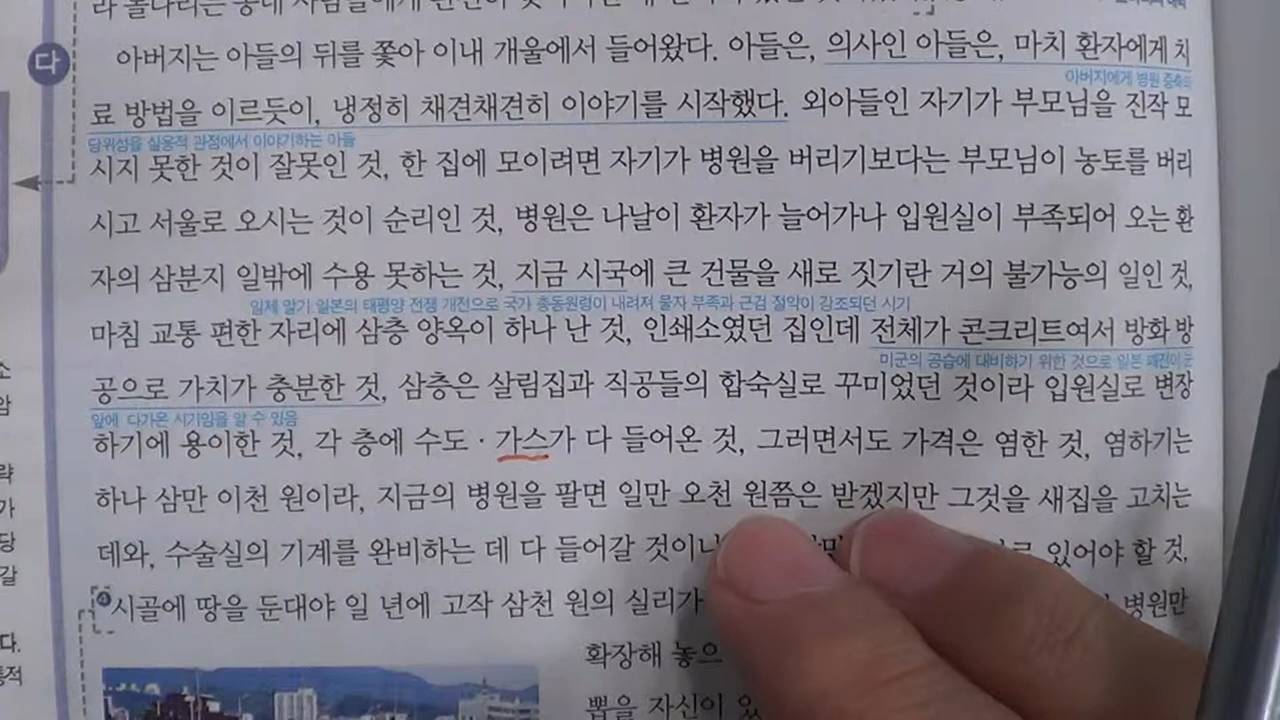 아버지는 아들의 뒤를 쫓아 이내 개울에서 들어왔다. 아들은, 의사인 아들은, 마치 환자에게 치
아버지에게 병원 증축의
다
료 방법을 이르듯이, 냉정히 채견채견히 이야기를 시작했다. 외아들인 자기가 부모님을 진작 모
당위성을 실용적 관점에서 이야기하는 아들
시지 못한 것이 잘못인 것, 한 집에 모이려면 자기가 병원을 버리기보다는 부모님이 농토를 버리
시고 서울로 오시는 것이 순리인 것, 병원은 나날이 환자가 늘어가나 입원실이 부족되어 오는 환
자의 삼분지 일밖에 수용 못하는 것, 지금 시국에 큰 건물을 새로 짓기란 거의 불가능의 일인 것,
일제 말기 일본의 태평양 전쟁 개전으로 국가 총동원령이 내려져 물자 부족과 근검 절약이 강조되던 시기
마침 교통 편한 자리에 삼층 양옥이 하나 난 것, 인쇄소였던 집인데 전체가 콘크리트여서 방화 방
미군의 공습에 대비하기 위한 것으로 일본 패전이 눈
공으로 가치가 충분한 것, 삼층은 살림집과 직공들의 합숙실로 꾸미었던 것이라 입원실로 변장
앞에 다가온 시기임을 알 수 있음
하기에 용이한 것, 각 층에 수도·가스가 다 들어온 것, 그러면서도 가격은 염한 것, 염하기는
하나 삼만 이천 원이라, 지금의 병원을 팔면 일만 오천 원쯤은 받겠지만 그것을 새집을 고치는
데와, 수술실의 기계를 완비하는 데 다 들어갈 것이니 있어야 할 것,
시골에 땅을 둔대야 일 년에 고작 삼천 원의 실리가 병원만
확장해 놓으
뽑을 자신이 있